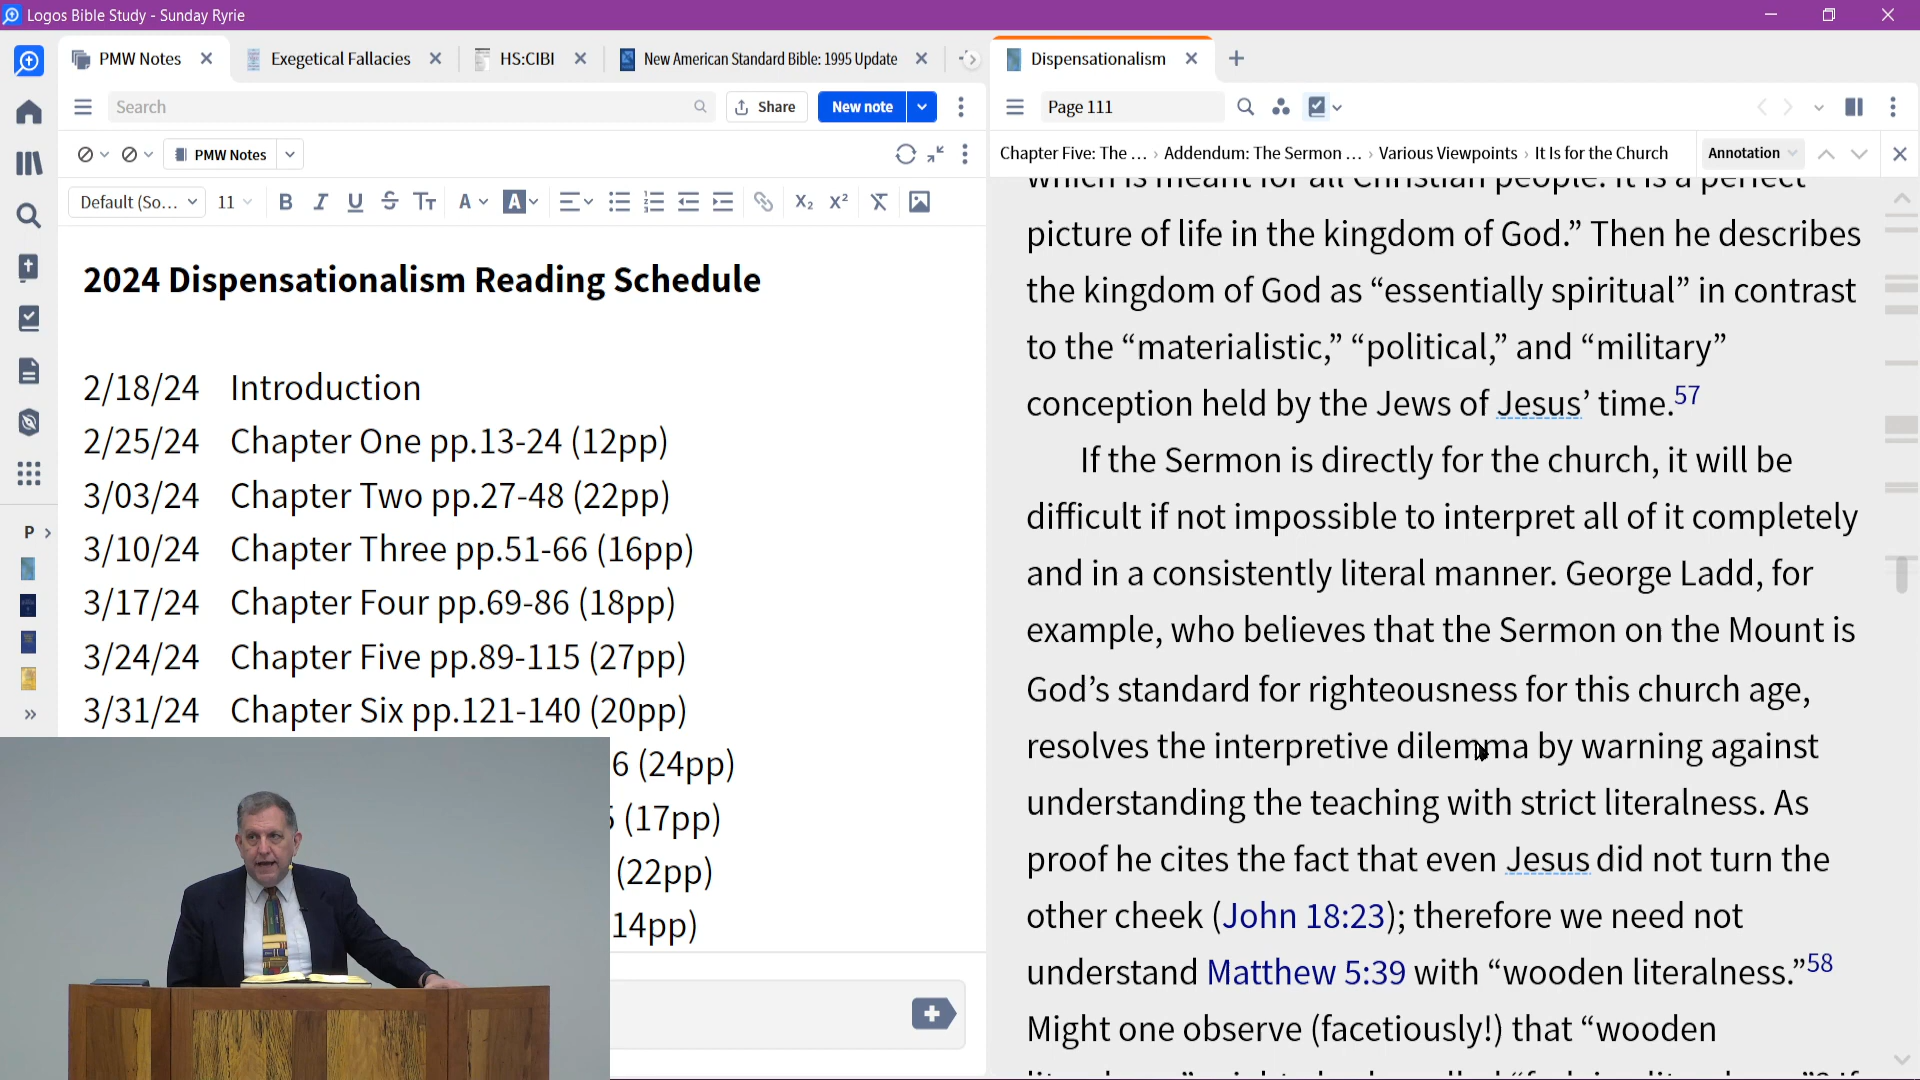 Logos Bible Study - Sunday Ryrie
PMW Notes
Exegetical Fallacies
HS:CIBI
New American Standard Bible: 1995 Update
Dispensationalism
Search
Share
New note
Page 111
PMW Notes
Chapter Five: The ... › Addendum: The Sermon ... › Various Viewpoints › It Is for the Church
Annotation
Default (So...
11
2024 Dispensationalism Reading Schedule
2/18/24 Introduction
2/25/24 Chapter One pp.13-24 (12pp)
3/03/24 Chapter Two pp.27-48 (22pp)
3/10/24 Chapter Three pp.51-66 (16pp)
3/17/24 Chapter Four pp.69-86 (18pp)
3/24/24 Chapter Five pp.89-115 (27pp)
3/31/24 Chapter Six pp.121-140 (20pp)
6 (24pp)
(17pp)
(22pp)
14pp)
P
which is meant for all Christian people. It is a perfect
picture of life in the kingdom of God.” Then he describes
the kingdom of God as “essentially spiritual” in contrast
to the “materialistic,” “political,” and “military”
conception held by the Jews of Jesus’ time.57
If the Sermon is directly for the church, it will be
difficult if not impossible to interpret all of it completely
and in a consistently literal manner. George Ladd, for
example, who believes that the Sermon on the Mount is
God’s standard for righteousness for this church age,
resolves the interpretive dilemma by warning against
understanding the teaching with strict literalness. As
proof he cites the fact that even Jesus did not turn the
other cheek (John 18:23); therefore we need not
understand Matthew 5:39 with “wooden literalness.”58
Might one observe (facetiously!) that “wooden